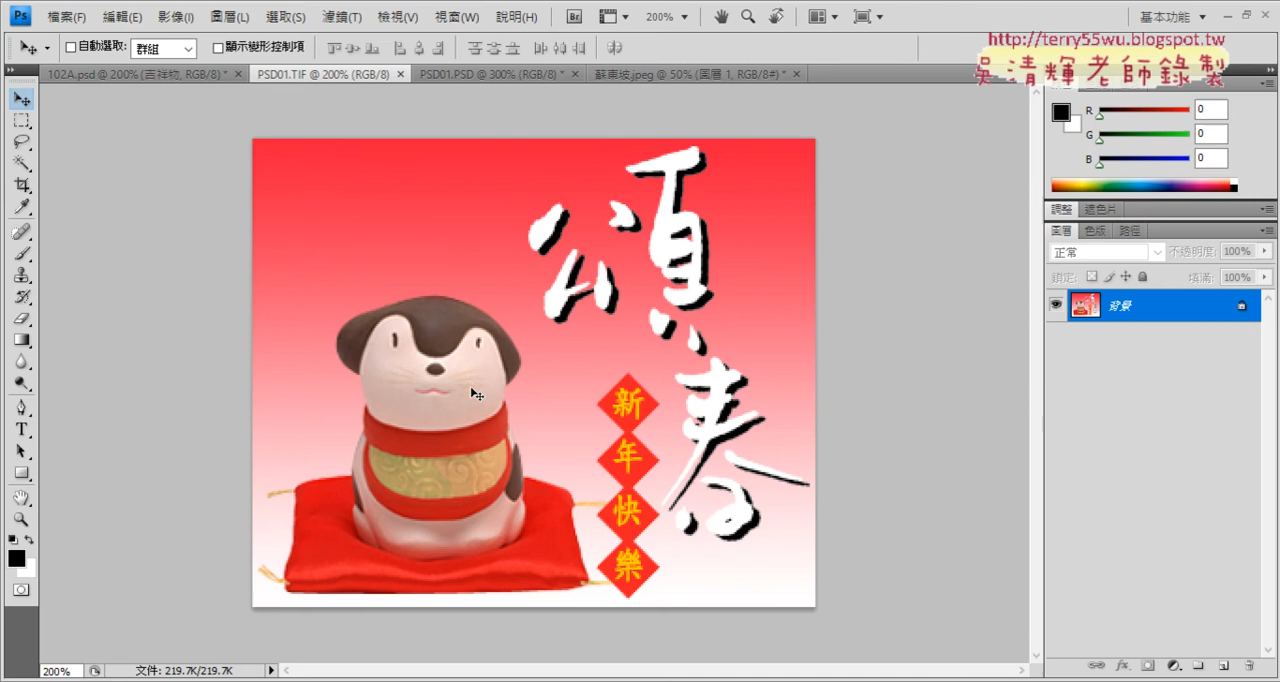 Ps 檔案(F) 編輯(E) 影像(I) 圖層(L) 選取(S) 濾鏡(T) 檢視(V) 視窗(W) 說明(H) Br 200% 基本功能
自動選取: 群組 顯示變形控制項
http://terry55wu.blogspot.tw
吳清輝老師錄製
102A.psd @ 200% (吉祥物, RGB/8) * PSD01.TIF @ 200% (RGB/8) PSD01.PSD @ 300% (RGB/8) * 蘇東坡.jpeg @ 50% (圖層 1, RGB/8#) *
R 0
G 0
B 0
調整 遮色片
圖層 色版 路徑
正常 不透明度: 100%
鎖定: 填滿: 100%
背景
頌春
新年快樂
T
200% 文件: 219.7K/219.7K
fx